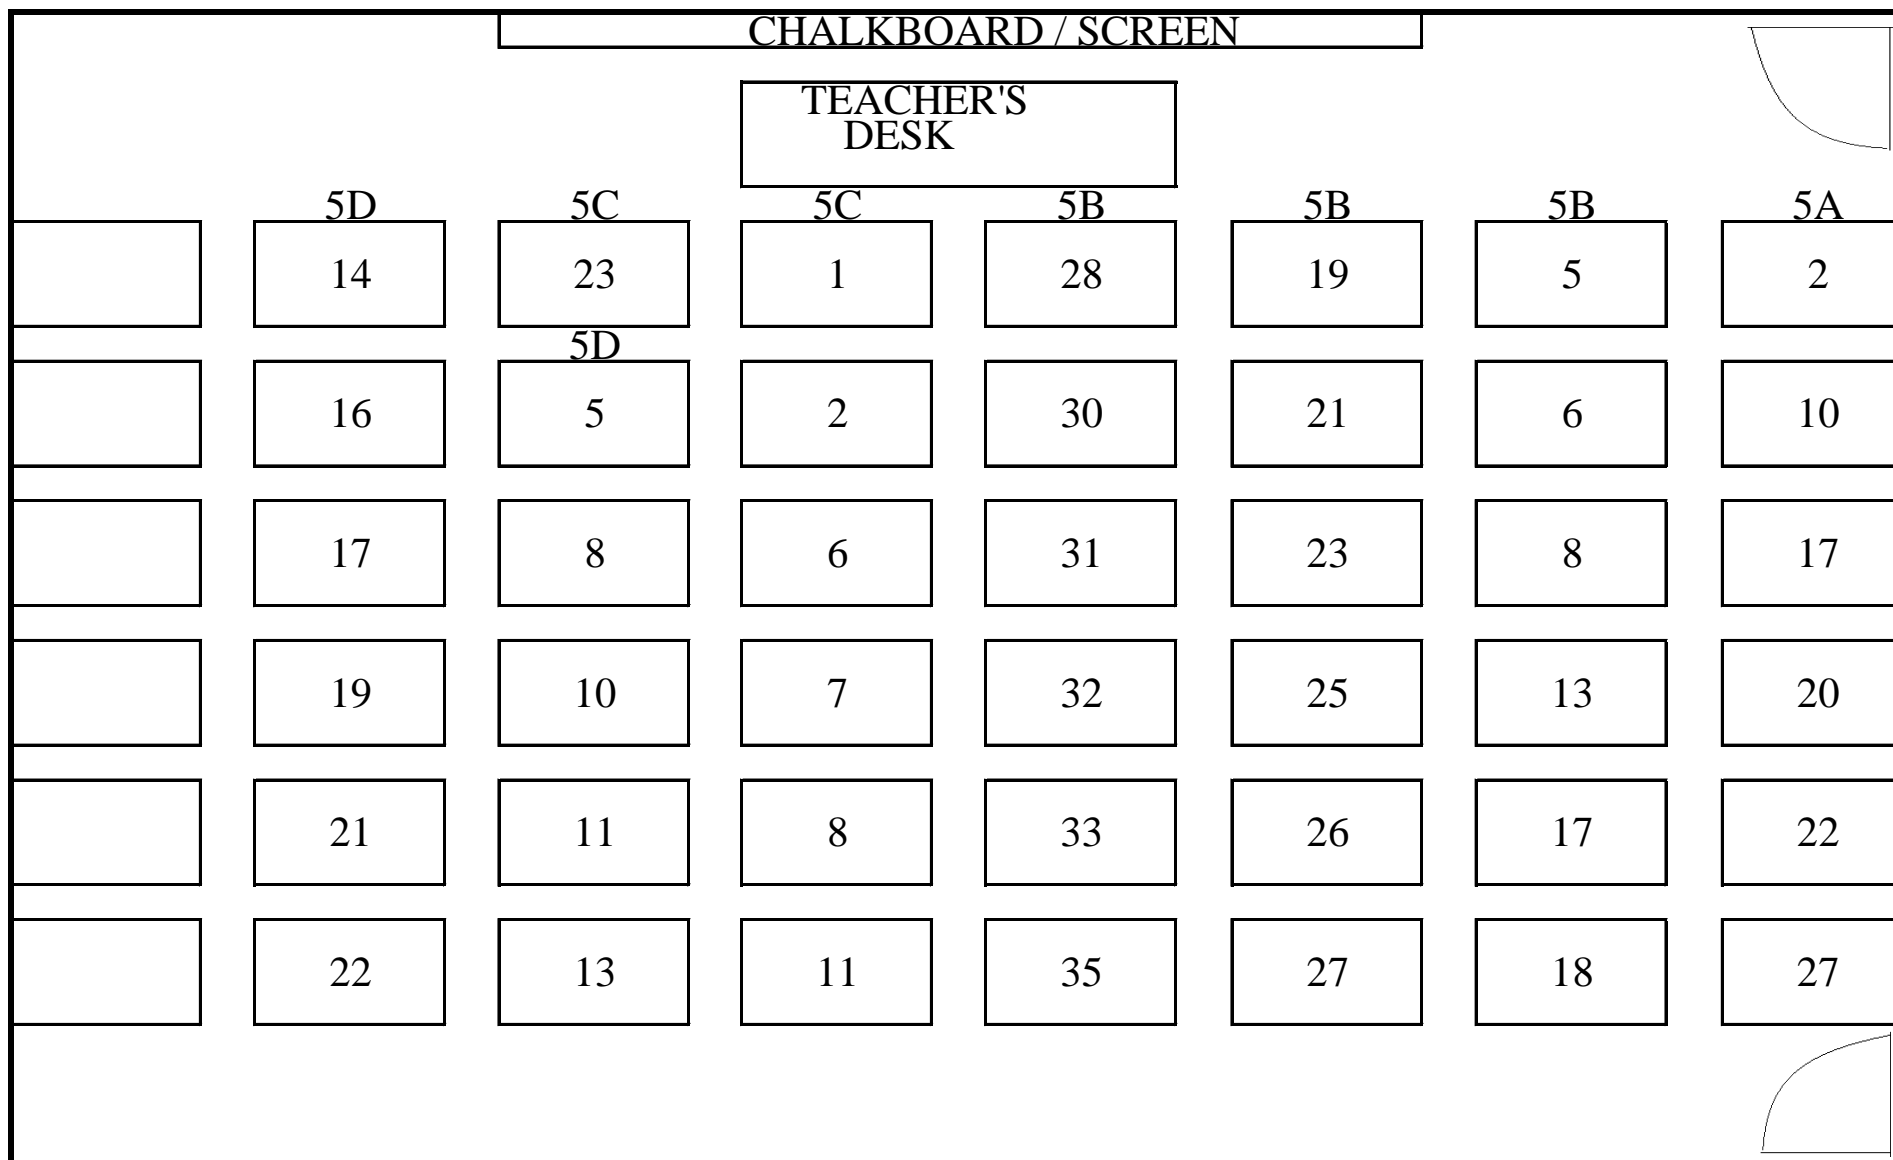 CHALKBOARD / SCREEN
TEACHER'S
DESK
5D 5C 5C 5B 5B 5B 5A
14 23 1 28 19 5 2
5D
16 5 2 30 21 6 10
17 8 6 31 23 8 17
19 10 7 32 25 13 20
21 11 8 33 26 17 22
22 13 11 35 27 18 27